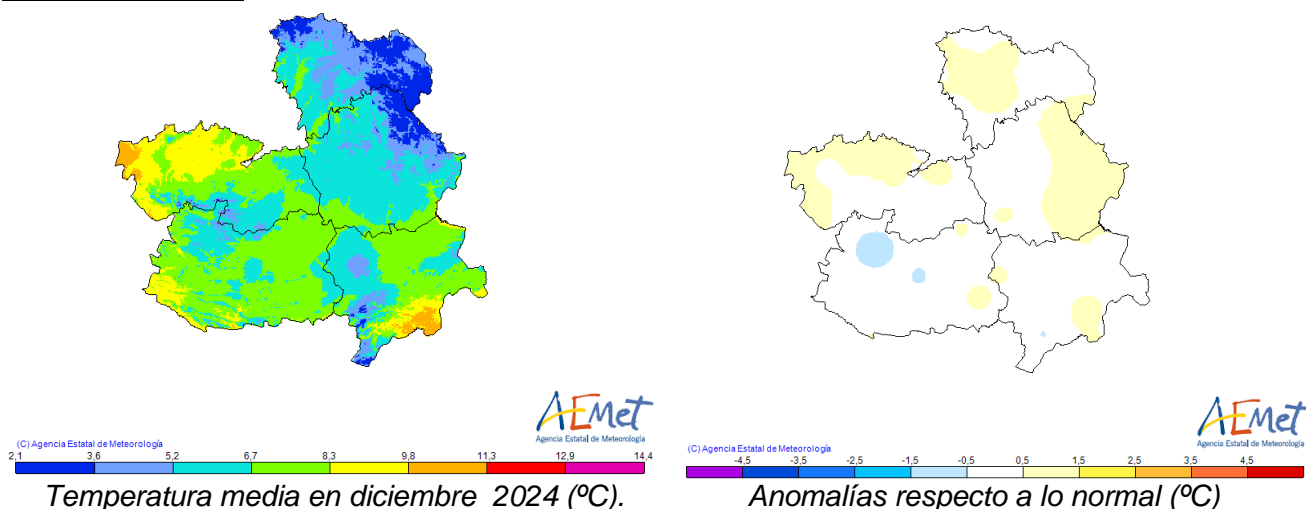 AEMet
Agencia Estatal de Meteorología
(C) Agencia Estatal de Meteorología
2,1 3,6 5,2 6,7 8,3 9,8 11,3 12,9 14,4
Temperatura media en diciembre 2024 (ºC).
AEMet
Agencia Estatal de Meteorología
(C) Agencia Estatal de Meteorología
-4,5 -3,5 -2,5 -1,5 -0,5 0,5 1,5 2,5 3,5 4,5
Anomalías respecto a lo normal (ºC)